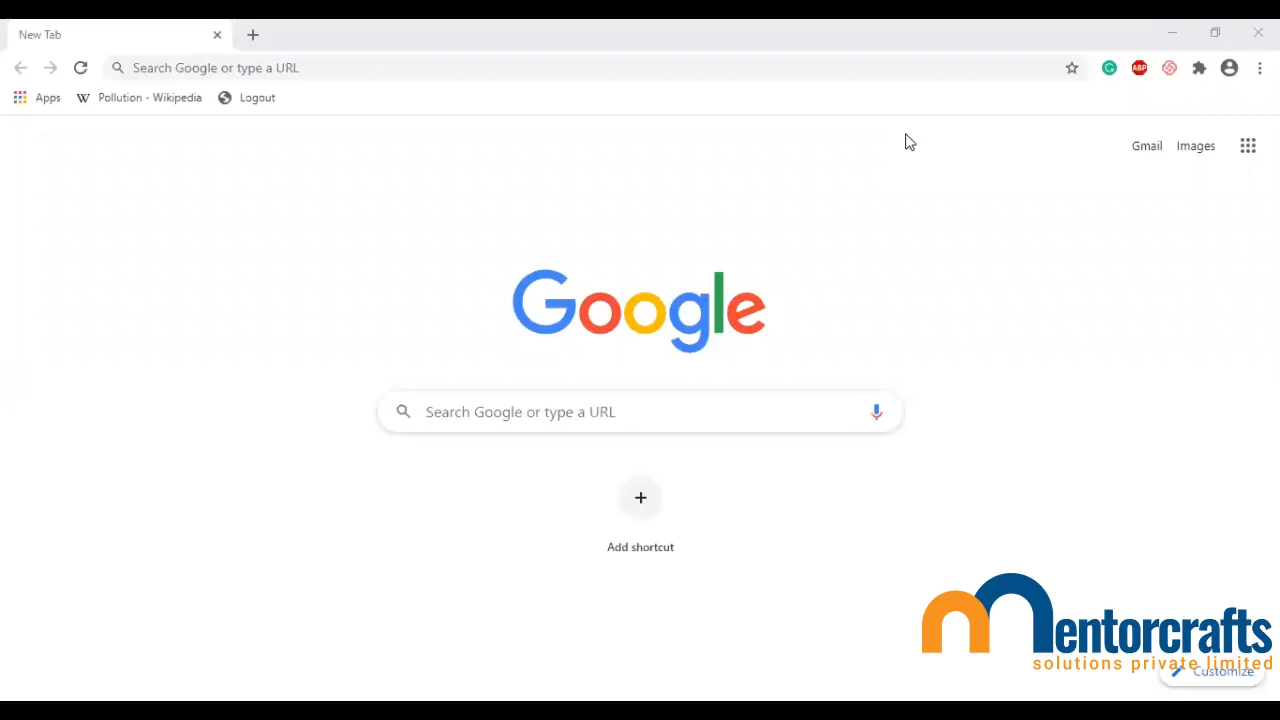 New Tab
Search Google or type a URL
ABP
Apps
W Pollution - Wikipedia
Logout
Gmail
Images
Google
Search Google or type a URL
Add shortcut
mentorcrafts
solutions private limited
Customize